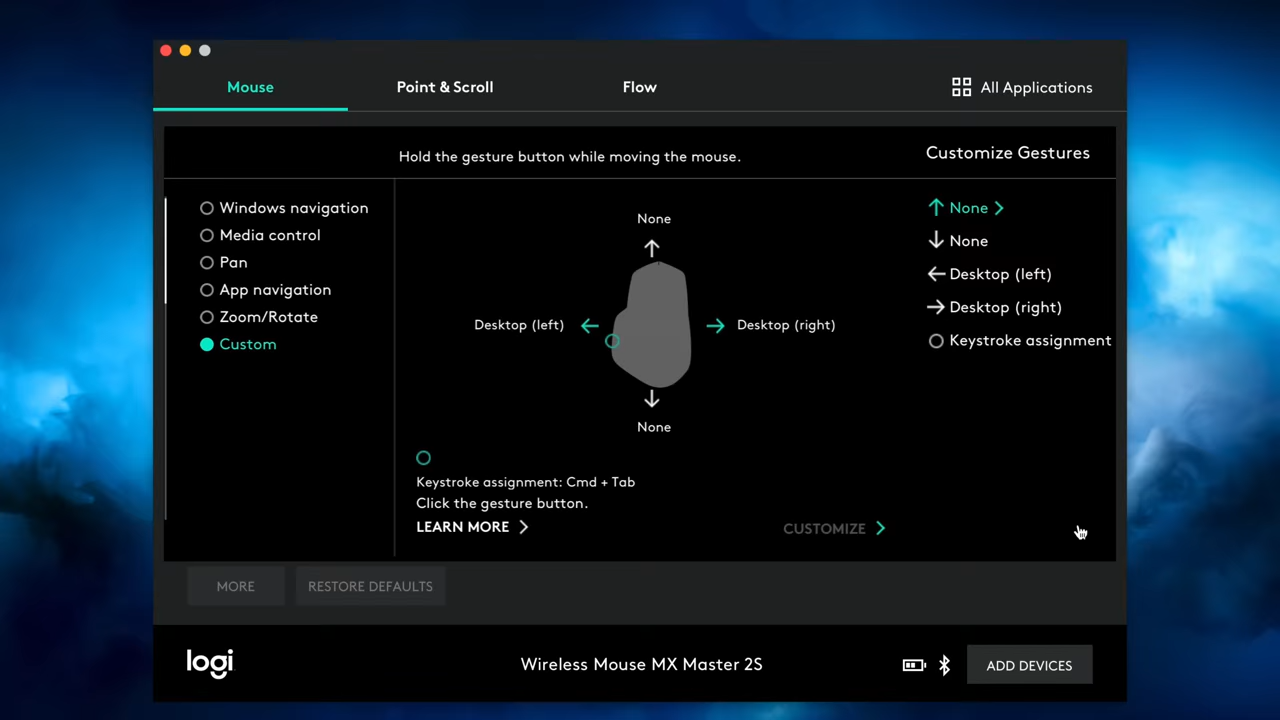 Mouse
Point & Scroll
Flow
All Applications
Hold the gesture button while moving the mouse.
Customize Gestures
Windows navigation
Media control
Pan
App navigation
Zoom/Rotate
Custom
None
Desktop (left)
Desktop (right)
None
None
None
Desktop (left)
Desktop (right)
Keystroke assignment
Keystroke assignment: Cmd + Tab
Click the gesture button.
LEARN MORE
CUSTOMIZE
MORE
RESTORE DEFAULTS
logi
Wireless Mouse MX Master 2S
ADD DEVICES